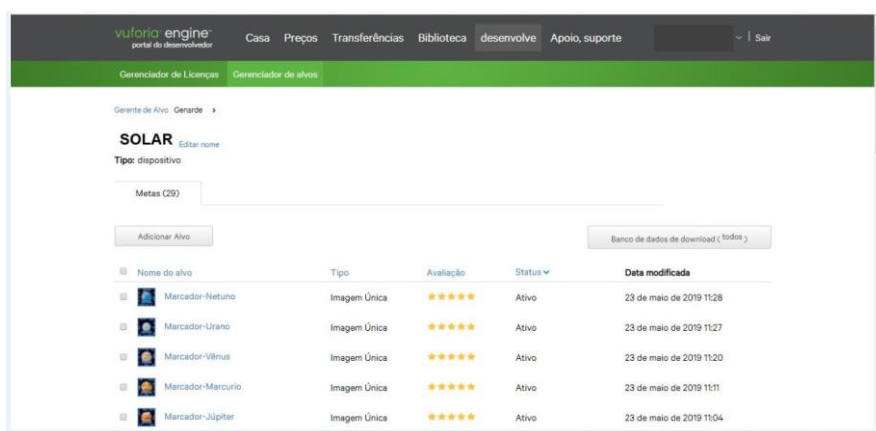 vuforia engine
portal do desenvolvedor
Casa Preços Transferências Biblioteca desenvolve Apoio, suporte | Sair
Gerenciador de Licenças Gerenciador de alvos
Gerente de Alvo Genarde >
SOLAR Editar nome
Tipo: dispositivo
Metas (29)
Adicionar Alvo Banco de dados de download ( todos )
Nome do alvo Tipo Avaliação Status Data modificada
Marcador-Netuno Imagem Única Ativo 23 de maio de 2019 11:28
Marcador-Urano Imagem Única Ativo 23 de maio de 2019 11:27
Marcador-Vênus Imagem Única Ativo 23 de maio de 2019 11:20
Marcador-Marcurio Imagem Única Ativo 23 de maio de 2019 11:11
Marcador-Júpiter Imagem Única Ativo 23 de maio de 2019 11:04